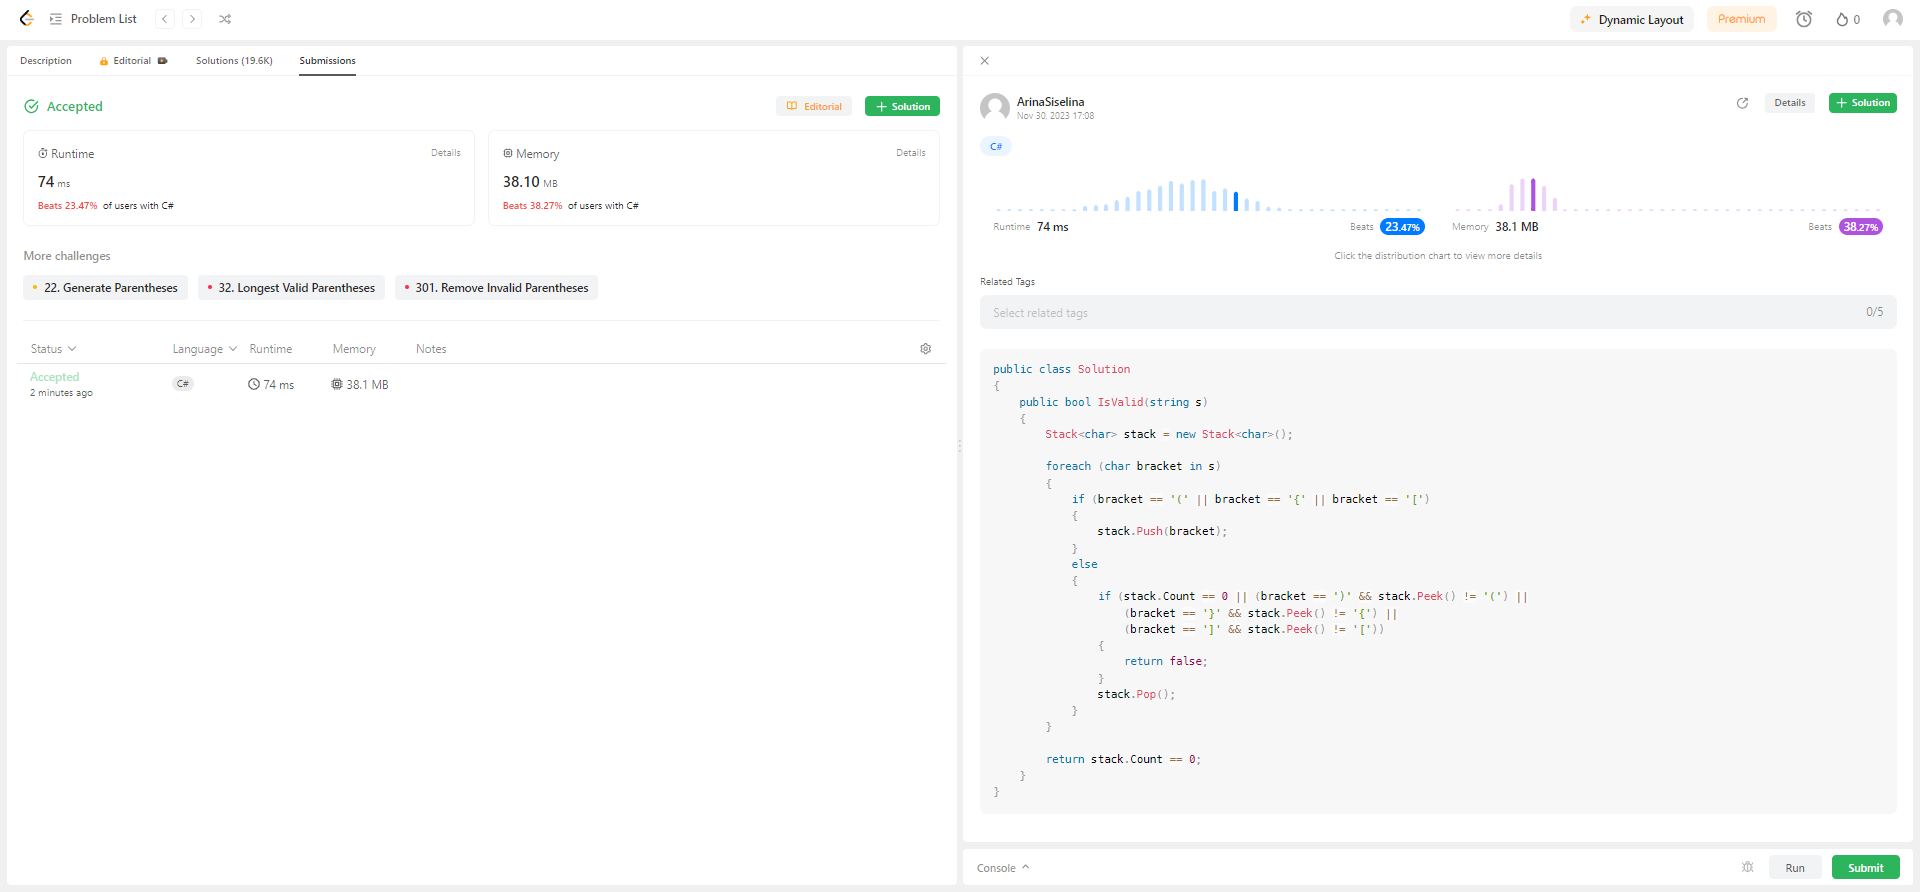 Problem List
Dynamic Layout
Premium
0
Description
Editorial
Solutions (19.6K)
Submissions
Accepted
Editorial
Solution
Runtime
Details
74 ms
Beats 23.47% of users with C#
Memory
Details
38.10 MB
Beats 38.27% of users with C#
More challenges
22. Generate Parentheses
32. Longest Valid Parentheses
301. Remove Invalid Parentheses
Status Language Runtime Memory Notes
Accepted
2 minutes ago
C#
74 ms
38.1 MB
ArinaSiselina
Nov 30, 2023 17:08
Details
Solution
C#
Runtime 74 ms
Beats 23.47%
Memory 38.1 MB
Beats 38.27%
Click the distribution chart to view more details
Related Tags
Select related tags
0/5
public class Solution
{
    public bool IsValid(string s)
    {
        Stack<char> stack = new Stack<char>();
        foreach (char bracket in s)
        {
            if (bracket == '(' || bracket == '{' || bracket == '[')
            {
                stack.Push(bracket);
            }
            else
            {
                if (stack.Count == 0 || (bracket == ')' && stack.Peek() != '(') ||
                    (bracket == '}' && stack.Peek() != '{') ||
                    (bracket == ']' && stack.Peek() != '['))
                {
                    return false;
                }
                stack.Pop();
            }
        }
        return stack.Count == 0;
    }
}
Console
Run
Submit